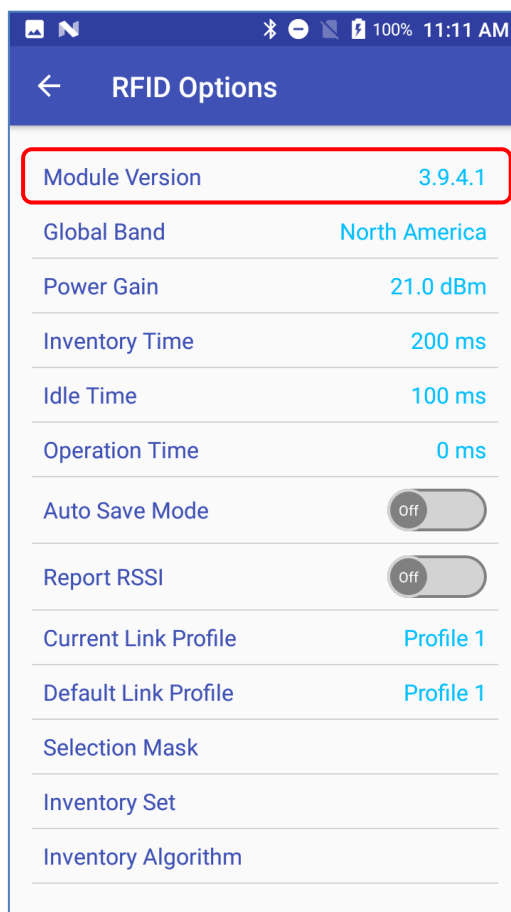 100% 11:11 AM
RFID Options
Module Version 3.9.4.1
Global Band North America
Power Gain 21.0 dBm
Inventory Time 200 ms
Idle Time 100 ms
Operation Time 0 ms
Auto Save Mode Off
Report RSSI Off
Current Link Profile Profile 1
Default Link Profile Profile 1
Selection Mask
Inventory Set
Inventory Algorithm